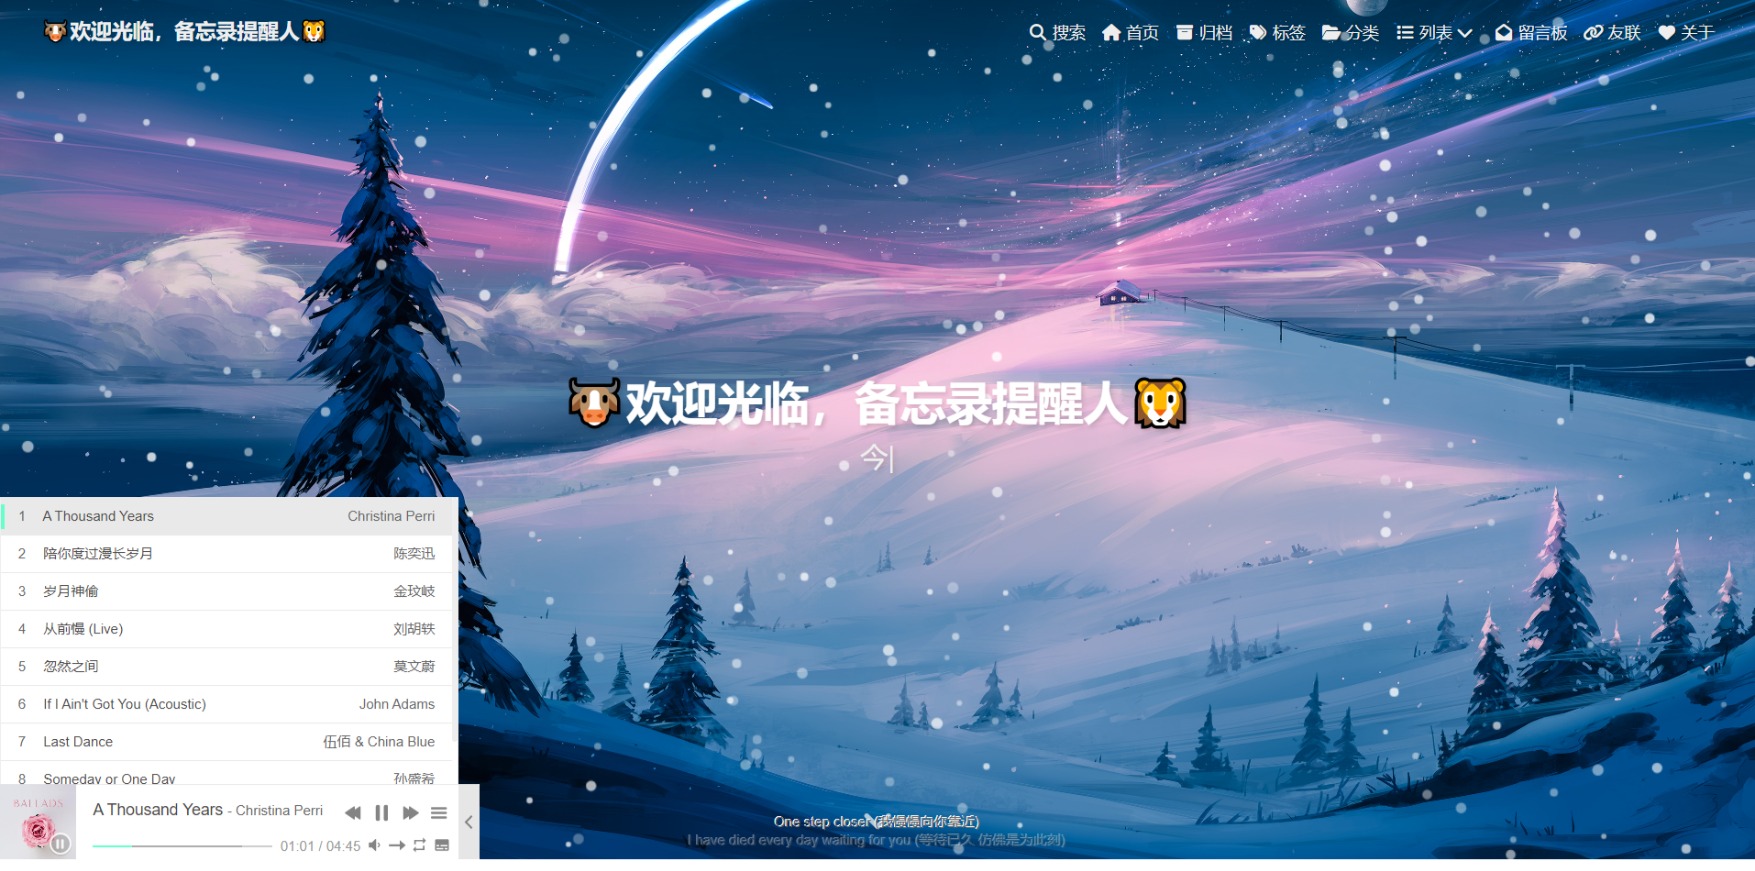 🐮欢迎光临，备忘录提醒人🦁
搜索 首页 归档 标签 分类 列表 留言板 友联 关于
🐮欢迎光临，备忘录提醒人🦁
今|
1 A Thousand Years Christina Perri
2 陪你度过漫长岁月 陈奕迅
3 岁月神偷 金玟岐
4 从前慢 (Live) 刘胡轶
5 忽然之间 莫文蔚
6 If I Ain't Got You (Acoustic) John Adams
7 Last Dance 伍佰 & China Blue
8 Someday or One Day 孙盛希
BALLADS
A Thousand Years - Christina Perri
01:01 / 04:45
One step closer (我慢慢向你靠近)
I have died every day waiting for you (等待已久 仿佛是为此刻)